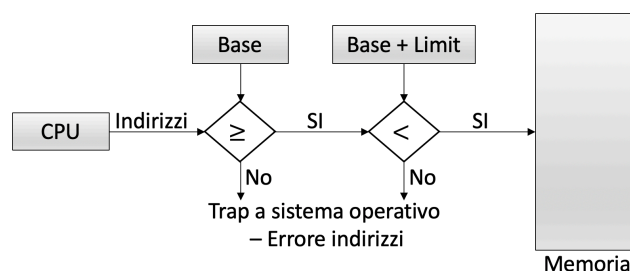 Base
Base + Limit
CPU
Indirizzi
≥
SI
<
SI
No
No
Trap a sistema operativo
– Errore indirizzi
Memoria